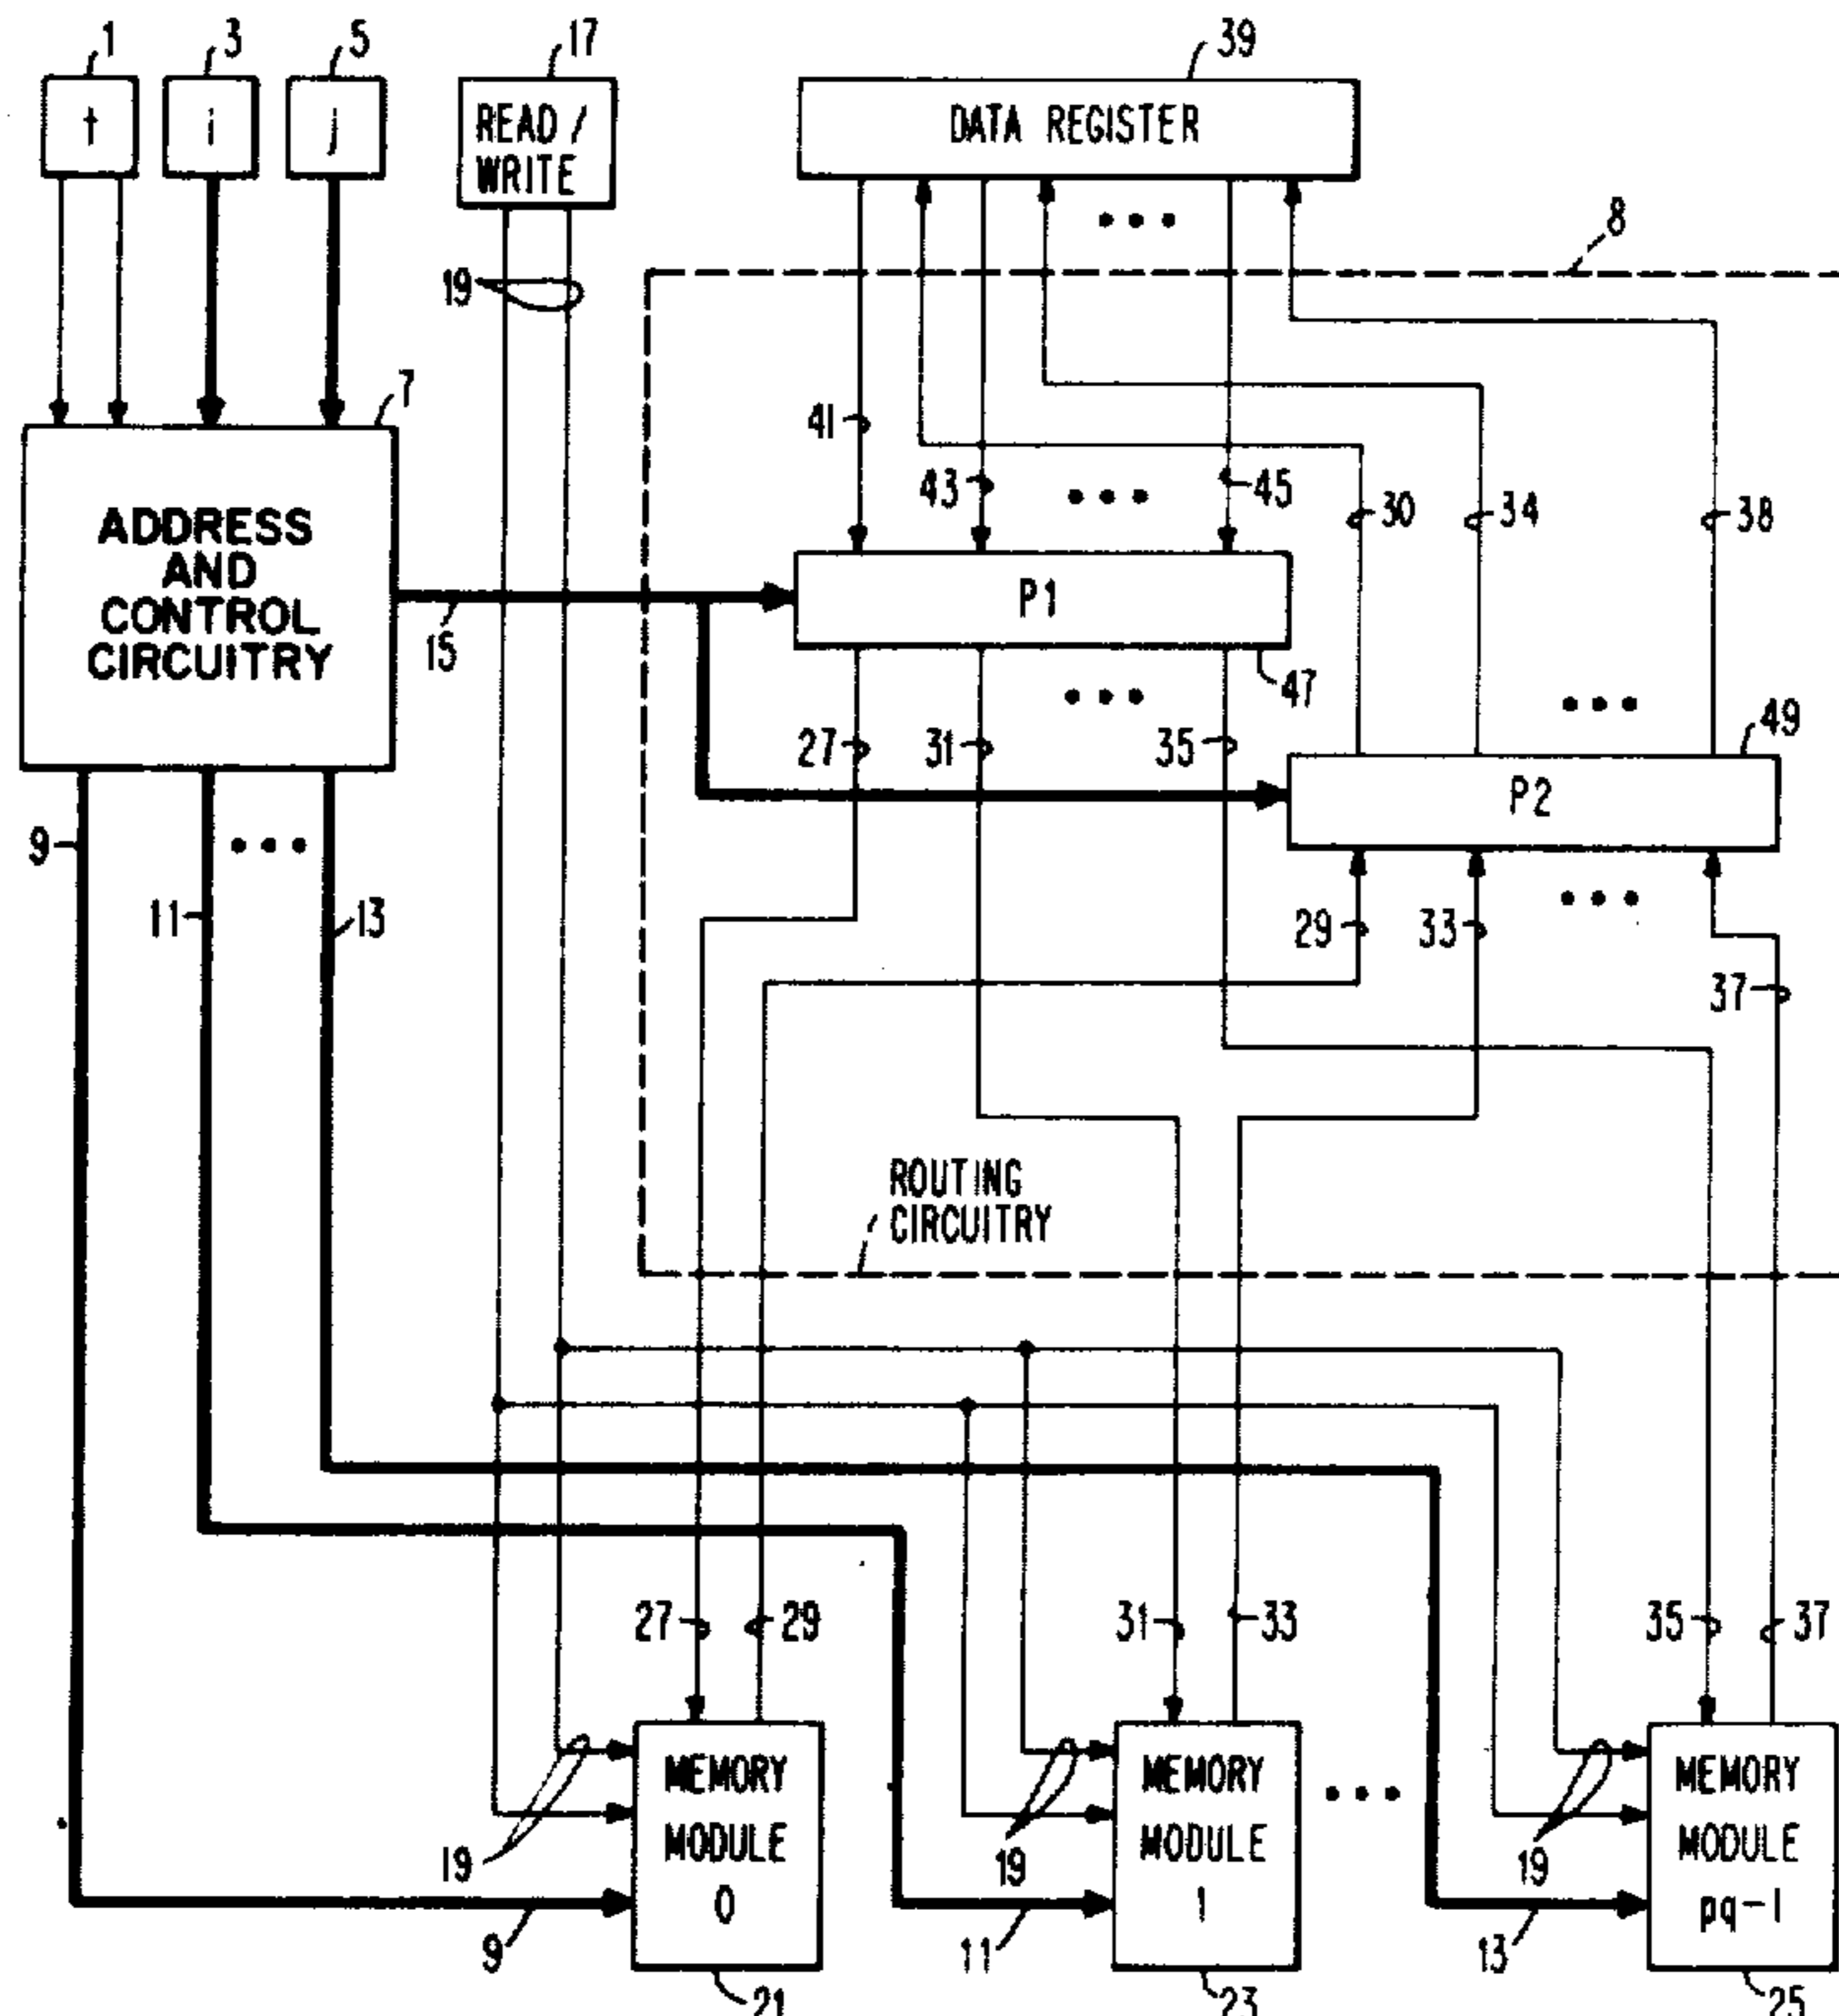 1
3
5
17
39
t
i
j
READ /
WRITE
DATA REGISTER
8
19
7
41
43
45
30
34
38
ADDRESS
AND
CONTROL
CIRCUITRY
P1
15
47
27
31
35
49
P2
9
11
13
29
33
37
ROUTING
CIRCUITRY
27
29
31
33
35
37
MEMORY
MODULE
0
MEMORY
MODULE
1
MEMORY
MODULE
pq-1
19
19
19
9
11
13
21
23
25